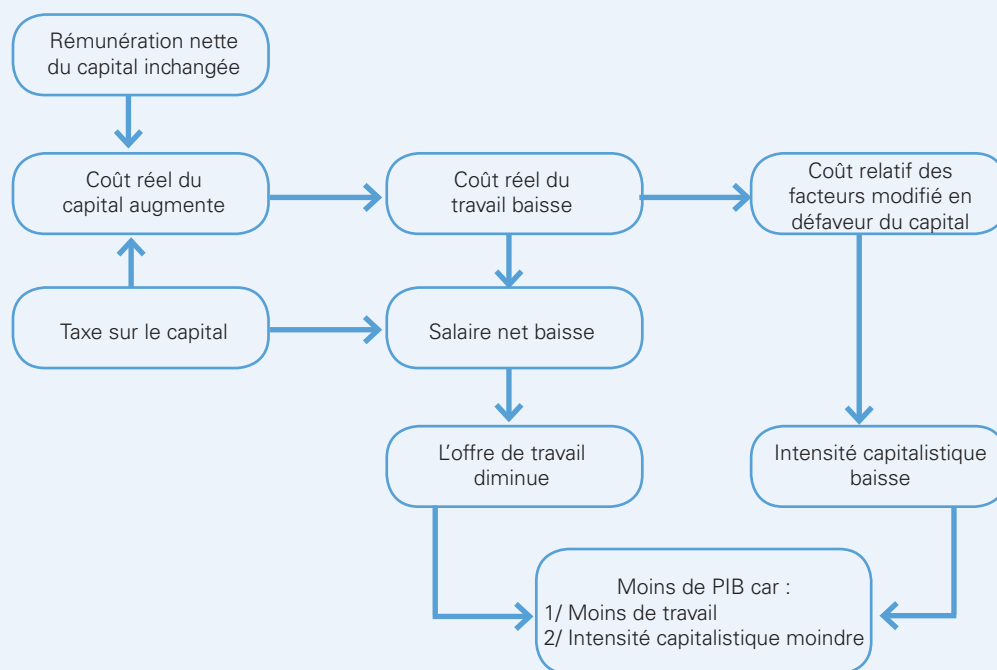 Rémunération nette
du capital inchangée
Coût réel du
capital augmente
Coût réel du
travail baisse
Coût relatif des
facteurs modifié en
défaveur du capital
Taxe sur le capital
Salaire net baisse
L'offre de travail
diminue
Intensité capitalistique
baisse
Moins de PIB car :
1/ Moins de travail
2/ Intensité capitalistique moindre